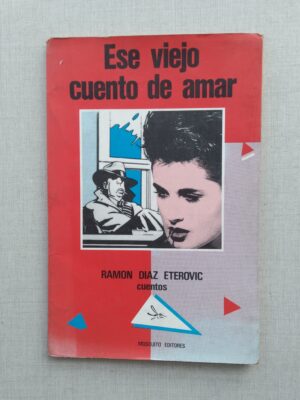 Ese viejo
cuento de amar
RAMON DIAZ ETEROVIC
cuentos
MOSQUITO EDITORES